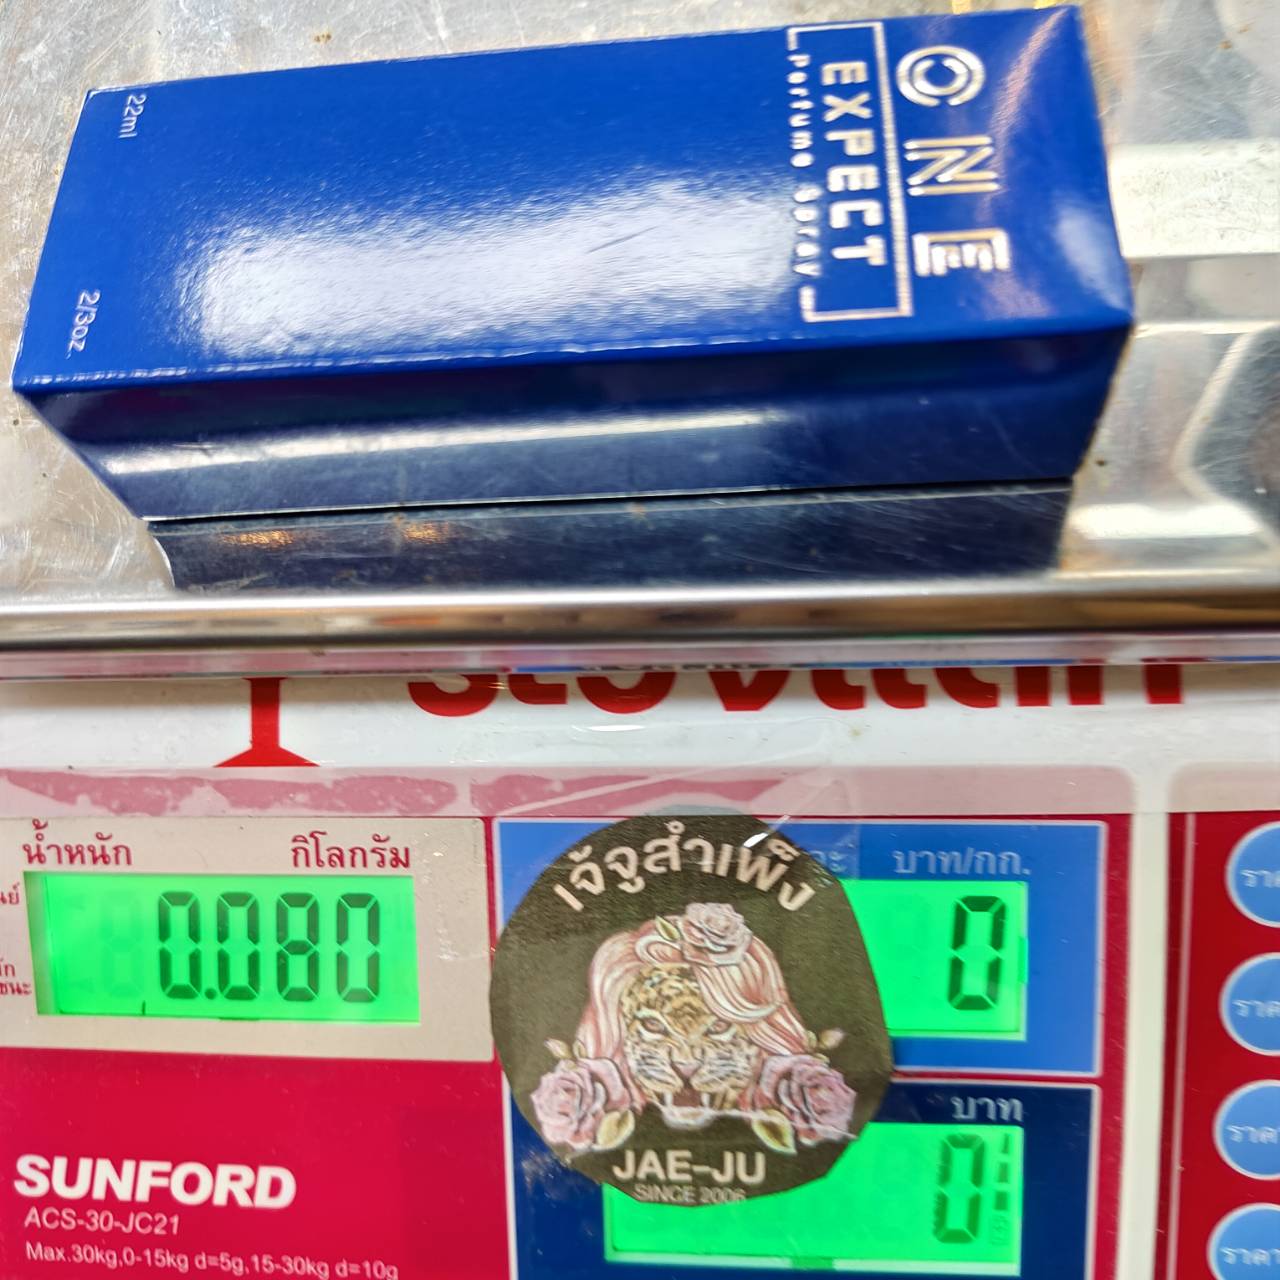 ONE
EXPECT
Perfume Spray
22ml
2/3oz.
น้ำหนัก กิโลกรัม
0.080
เจ๊จูสำเพ็ง
JAE-JU
SINCE 2006
บาท/กก.
0
บาท
0
SUNFORD
ACS-30-JC21
Max.30kg,0-15kg d=5g,15-30kg d=10g